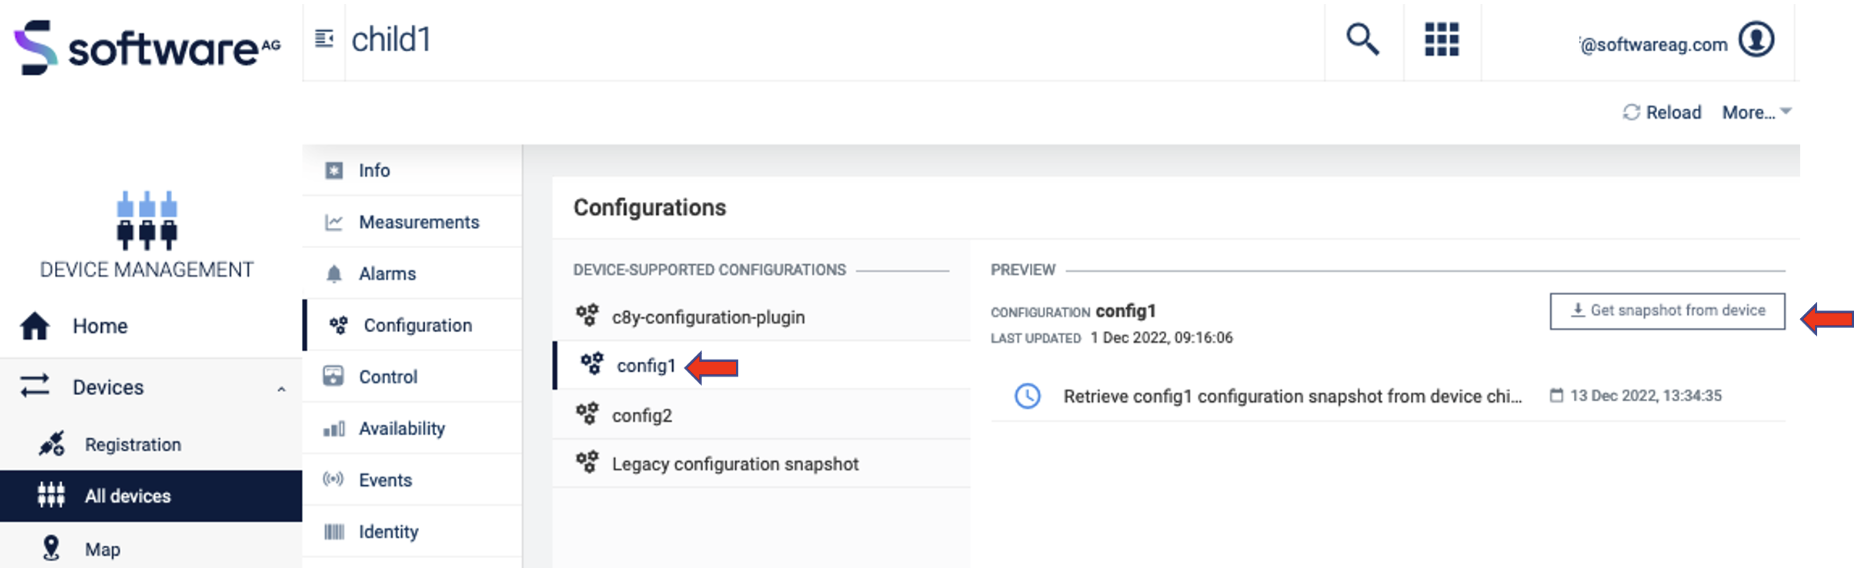 software AG
child1
@softwareag.com
Reload More...
DEVICE MANAGEMENT
Home
Devices
Registration
All devices
Map
Info
Measurements
Alarms
Configuration
Control
Availability
Events
Identity
Configurations
DEVICE-SUPPORTED CONFIGURATIONS
c8y-configuration-plugin
config1
config2
Legacy configuration snapshot
PREVIEW
CONFIGURATION config1
LAST UPDATED 1 Dec 2022, 09:16:06
Get snapshot from device
Retrieve config1 configuration snapshot from device chi... 13 Dec 2022, 13:34:35